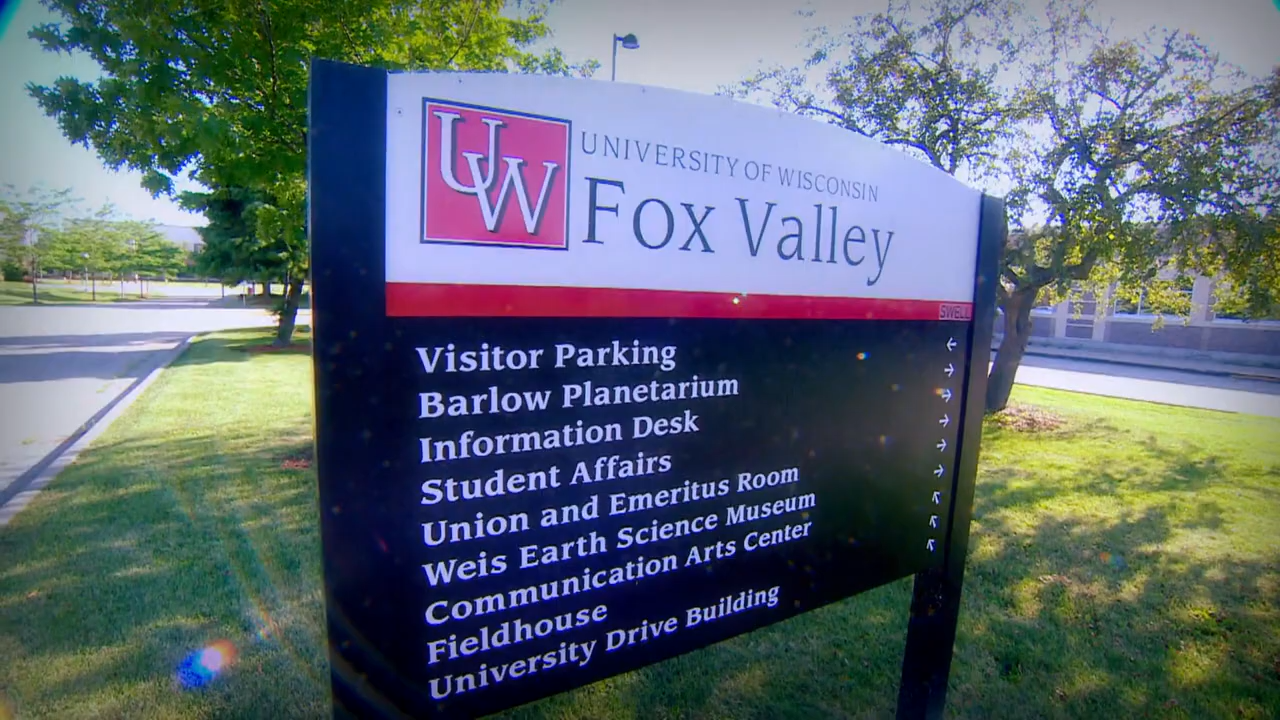 UW
UNIVERSITY OF WISCONSIN
Fox Valley
SWELL
Visitor Parking ←
Barlow Planetarium →
Information Desk →
Student Affairs →
Union and Emeritus Room →
Weis Earth Science Museum →
Communication Arts Center ↖
Fieldhouse ↖
University Drive Building ↖